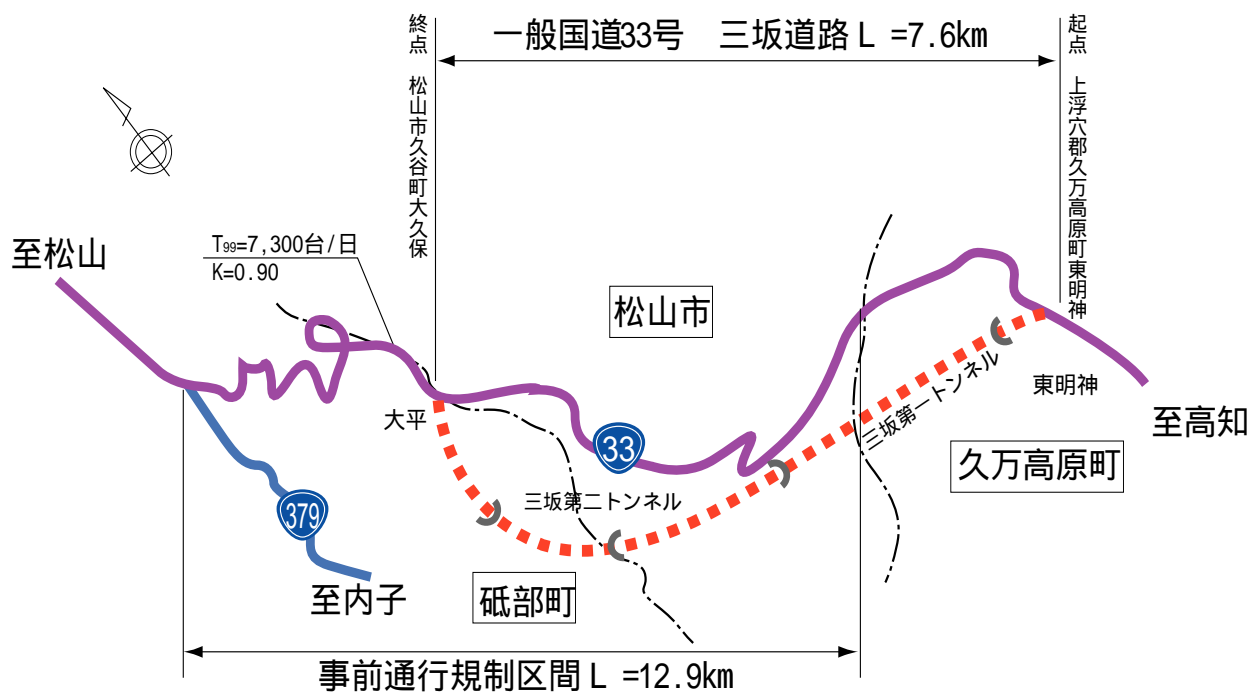 一般国道33号　三坂道路 L =7.6km
終点　松山市久谷町大久保
起点　上浮穴郡久万高原町東明神
至松山
T99=7,300台/日
K=0.90
松山市
大平
33
三坂第一トンネル
東明神
至高知
久万高原町
三坂第二トンネル
379
至内子
砥部町
事前通行規制区間 L =12.9km